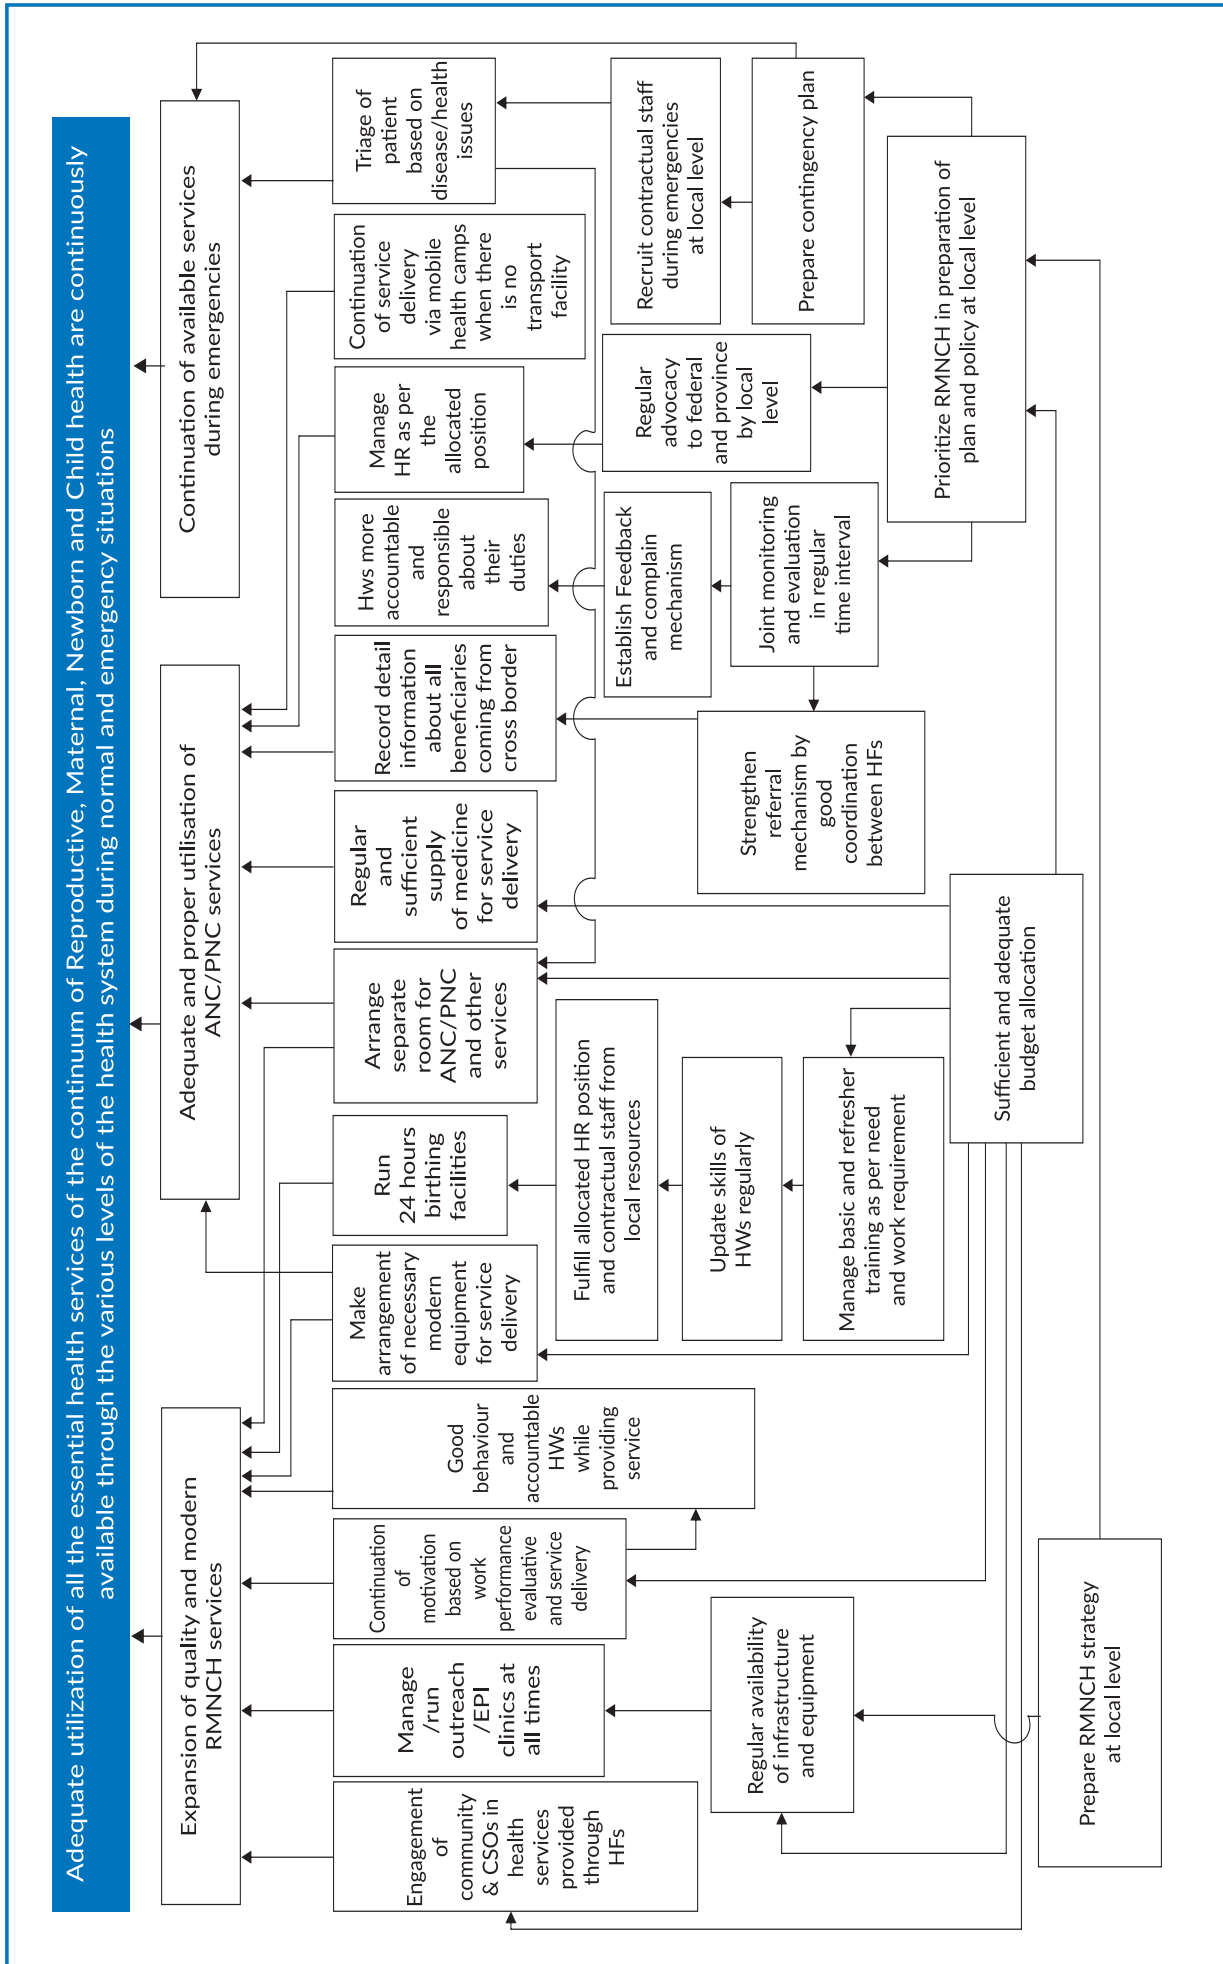 Adequate utilization of all the essential health services of the continuum of Reproductive, Maternal, Newborn and Child health are continuously
available through the various levels of the health system during normal and emergency situations
Expansion of quality and modern
RMNCH services
Adequate and proper utilisation of
ANC/PNC services
Continuation of available services
during emergencies
Engagement
of
community
& CSOs in
health
services
provided
through
HFs
Manage
/run
outreach
/EPI
clinics at
all times
Continuation
of
motivation
based on
work
performance
evaluative
and service
delivery
Good
behaviour
and
accountable
HWs
while
providing
service
Make
arrangement
of necessary
modern
equipment
for service
delivery
Run
24 hours
birthing
facilities
Arrange
separate
room for
ANC/PNC
and other
services
Regular
and
sufficient
supply
of medicine
for service
delivery
Record detail
information
about all
beneficiaries
coming from
cross border
Hws more
accountable
and
responsible
about
their
duties
Manage
HR as per
the
allocated
position
Continuation
of service
delivery
via mobile
health camps
when there
is no
transport
facility
Triage of
patient
based on
disease/health
issues
Fulfill allocated HR position
and contractual staff from
local resources
Establish Feedback
and complain
mechanism
Regular
advocacy
to federal
and province
by local
level
Recruit contractual staff
during emergencies
at local level
Regular availability
of infrastructure
and equipment
Update skills of
HWs regularly
Strengthen
referral
mechanism by
good
coordination
between HFs
Joint monitoring
and evaluation
in regular
time interval
Prepare contingency plan
Manage basic and refresher
training as per need
and work requirement
Prioritize RMNCH in preparation of
plan and policy at local level
Sufficient and adequate
budget allocation
Prepare RMNCH strategy
at local level